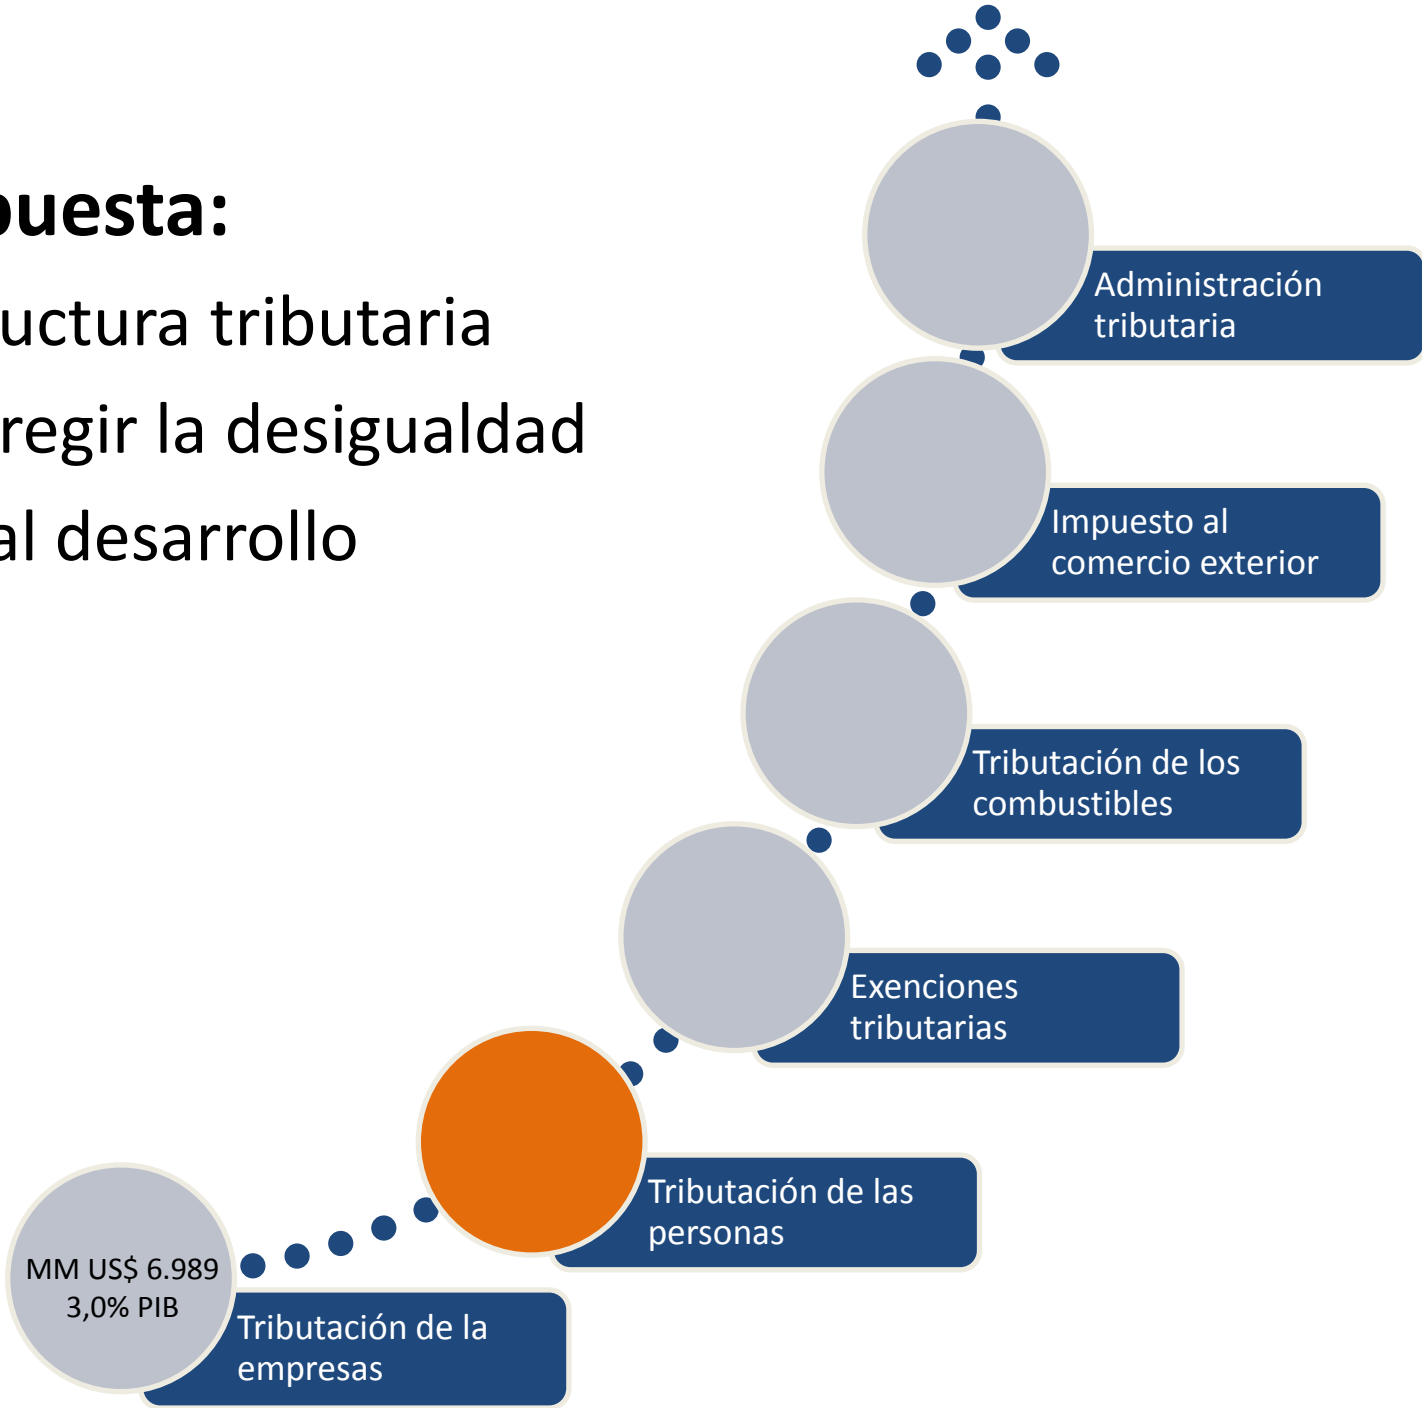 puesta:
uctura tributaria
regir la desigualdad
al desarrollo
Administración
tributaria
Impuesto al
comercio exterior
Tributación de los
combustibles
Exenciones
tributarias
Tributación de las
personas
MM US$ 6.989
3,0% PIB
Tributación de la
empresas